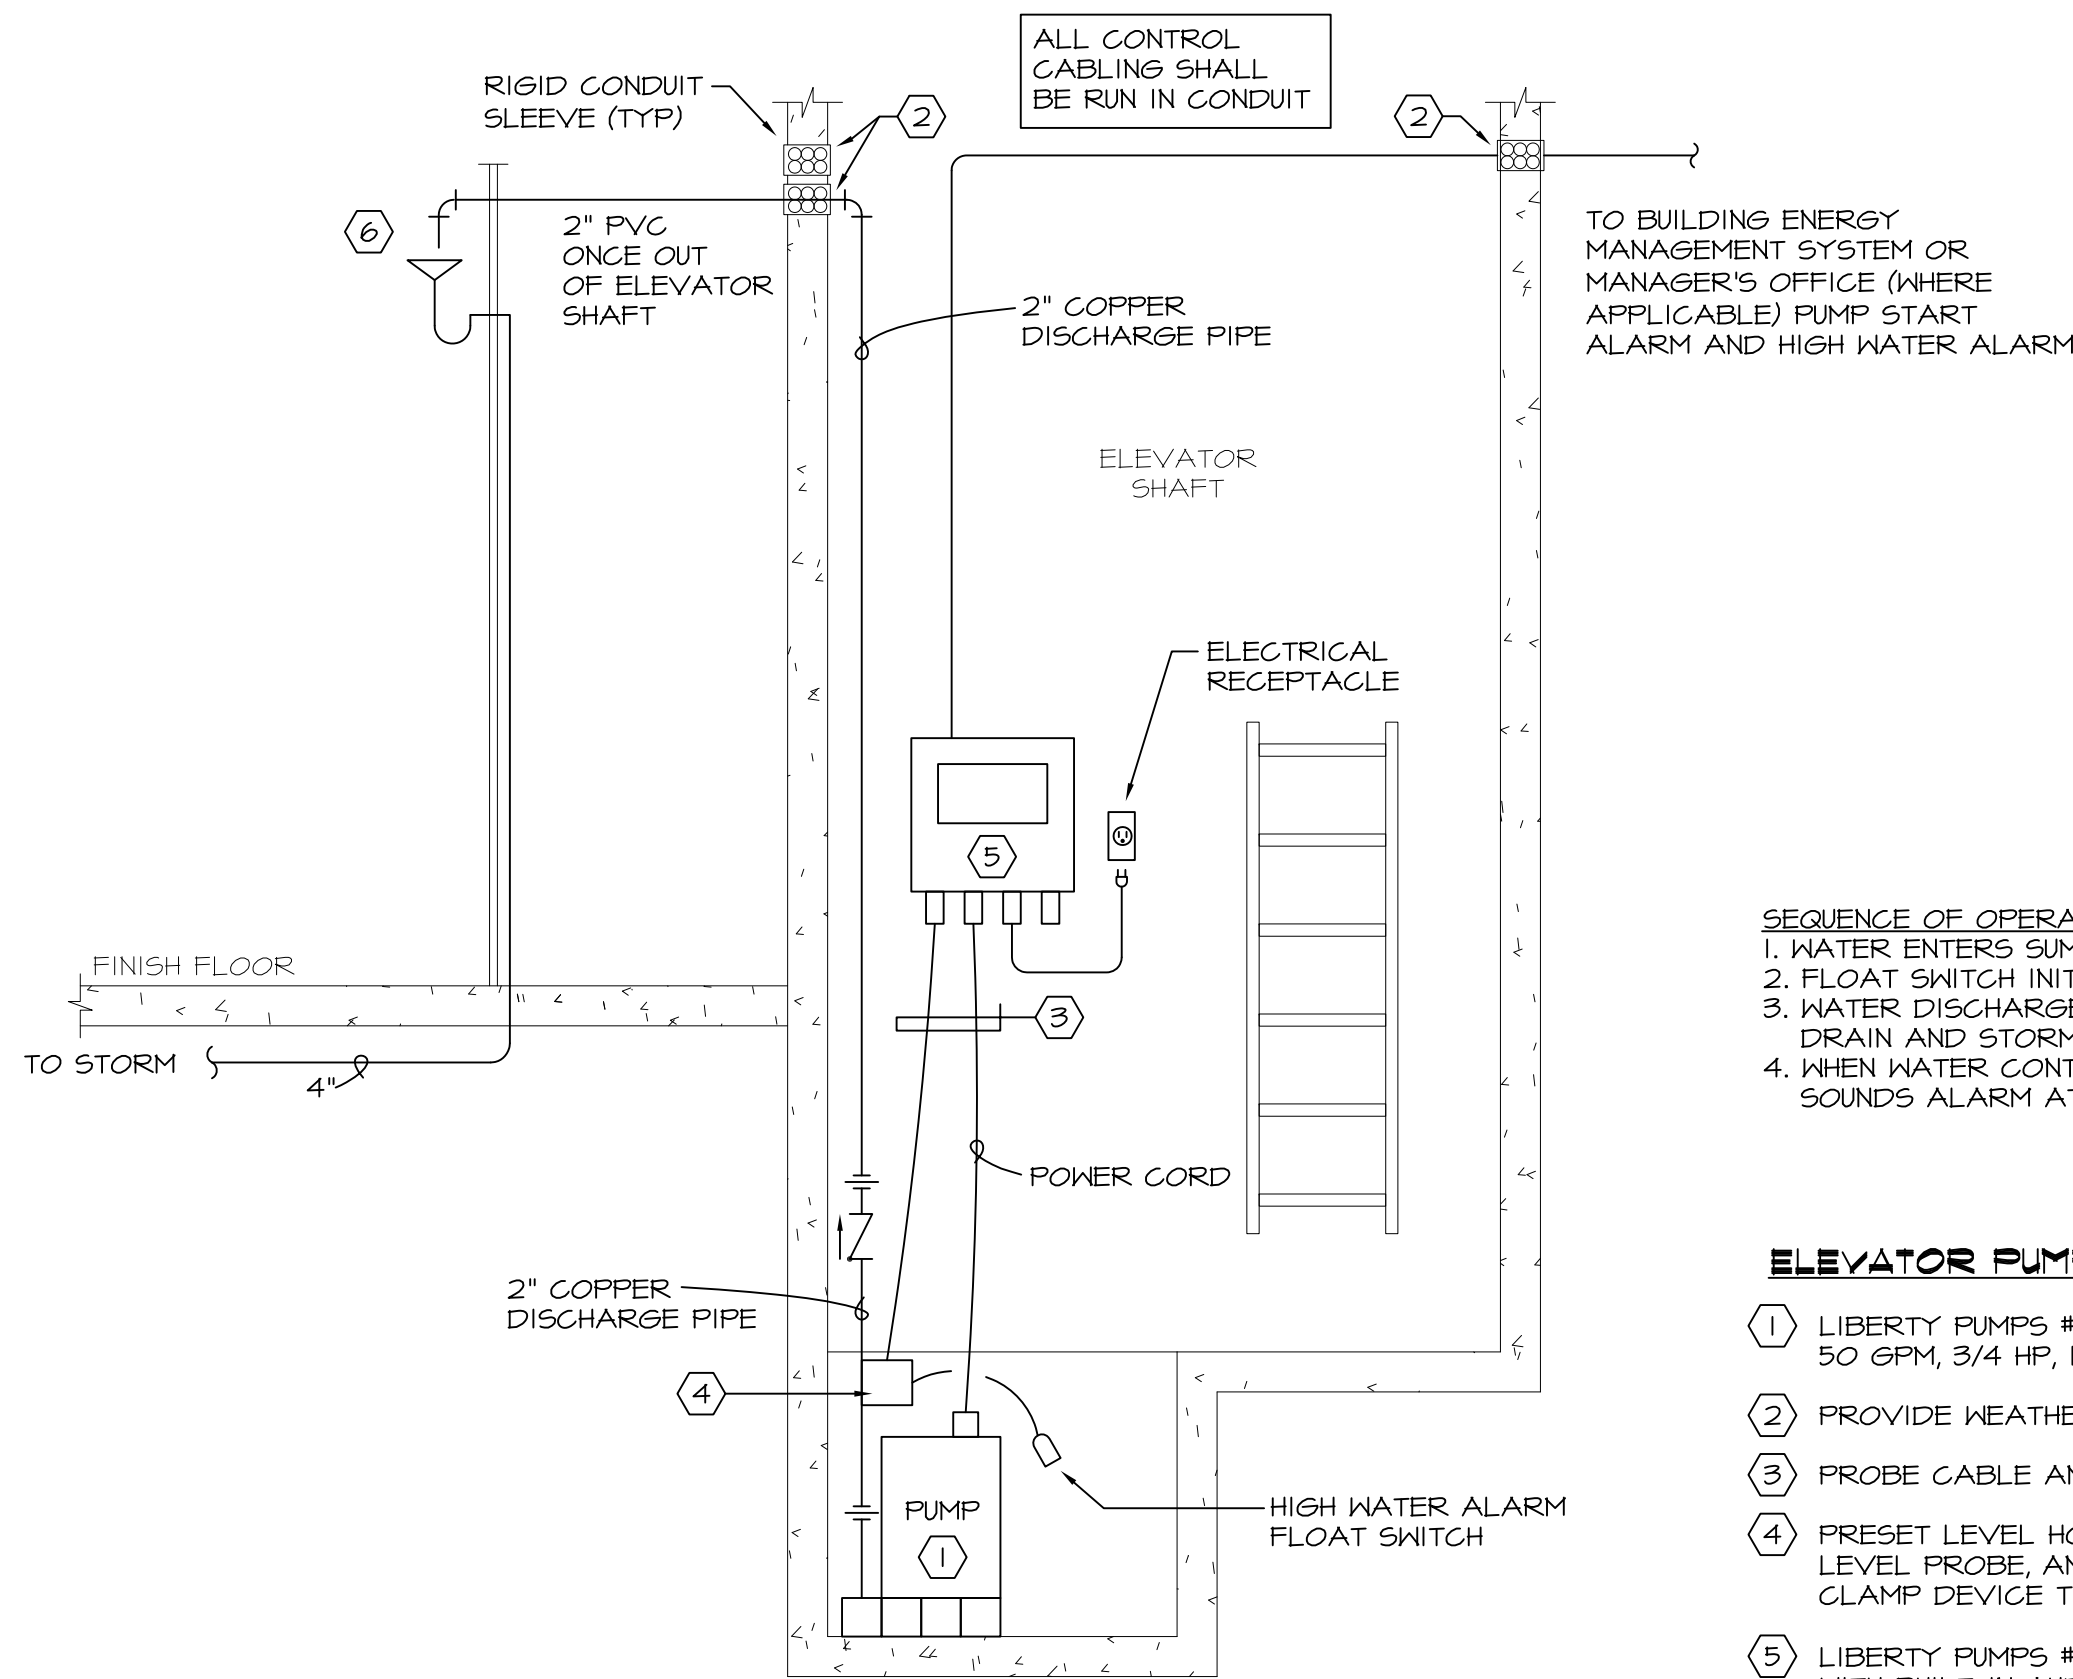 ALL CONTROL
CABLING SHALL
BE RUN IN CONDUIT
RIGID CONDUIT
SLEEVE (TYP)
2
2
6
2" PVC
ONCE OUT
OF ELEVATOR
SHAFT
TO BUILDING ENERGY
MANAGEMENT SYSTEM OR
MANAGER'S OFFICE (WHERE
APPLICABLE) PUMP START
ALARM AND HIGH WATER ALARM
2" COPPER
DISCHARGE PIPE
ELEVATOR
SHAFT
ELECTRICAL
RECEPTACLE
5
FINISH FLOOR
3
TO STORM
4"
POWER CORD
2" COPPER
DISCHARGE PIPE
4
PUMP
1
HIGH WATER ALARM
FLOAT SWITCH
SEQUENCE OF OPERA
1. WATER ENTERS SUM
2. FLOAT SWITCH INIT
3. WATER DISCHARGE
DRAIN AND STORM
4. WHEN WATER CONT
SOUNDS ALARM AT
ELEVATOR PUMP
1 LIBERTY PUMPS #
50 GPM, 3/4 HP,
2 PROVIDE WEATHE
3 PROBE CABLE AN
4 PRESET LEVEL HO
LEVEL PROBE, AN
CLAMP DEVICE T
5 LIBERTY PUMPS #